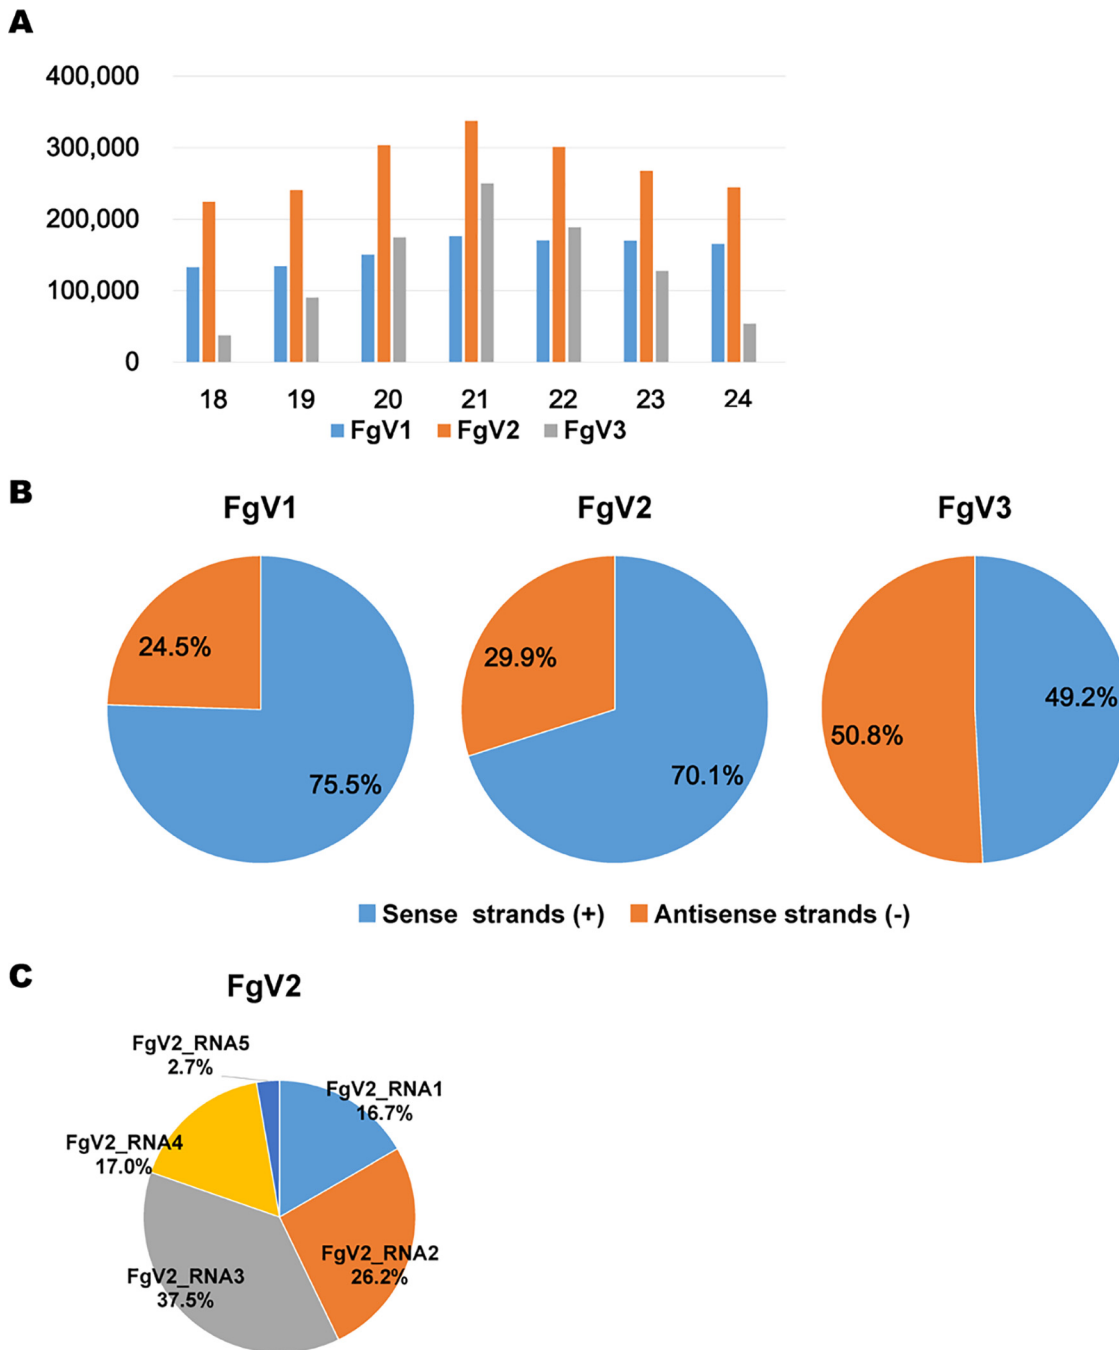 A
400,000
300,000
200,000
100,000
0
18 19 20 21 22 23 24
FgV1 FgV2 FgV3
B
FgV1 FgV2 FgV3
24.5% 75.5%
29.9% 70.1%
50.8% 49.2%
Sense strands (+) Antisense strands (-)
C
FgV2
FgV2_RNA5
2.7%
FgV2_RNA1
16.7%
FgV2_RNA4
17.0%
FgV2_RNA2
26.2%
FgV2_RNA3
37.5%